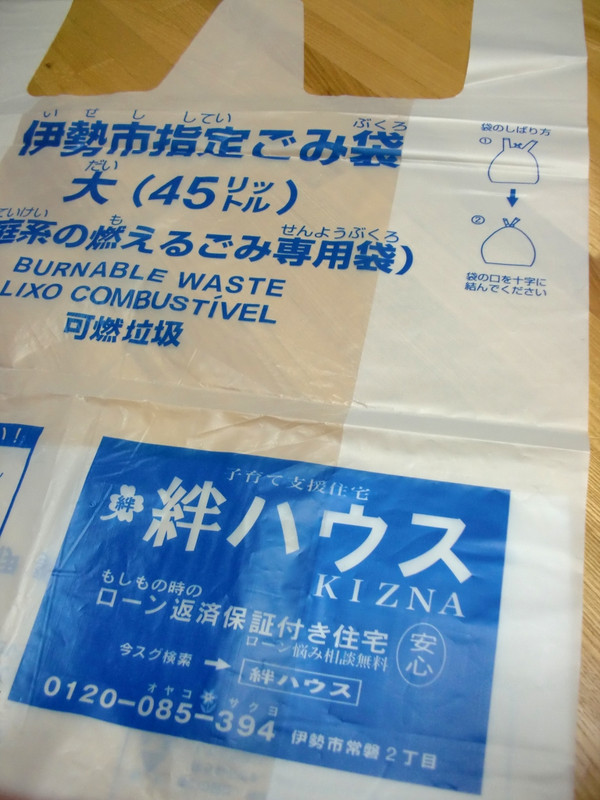 いせし してい ぶくろ
伊勢市指定ごみ袋
だい
大(45リットル)
ていけい も せんようぶくろ
庭系の燃えるごみ専用袋)
BURNABLE WASTE
LIXO COMBUSTÍVEL
可燃垃圾
袋のしばり方
①
②
袋の口を十字に
結んでください
い!
子育て支援住宅
絆 絆ハウス
KIZNA
もしもの時の
ローン返済保証付き住宅
ローン悩み相談無料
安心
今スグ検索 → 絆ハウス
オヤコ サクヨ
0120-085-394
伊勢市常磐2丁目